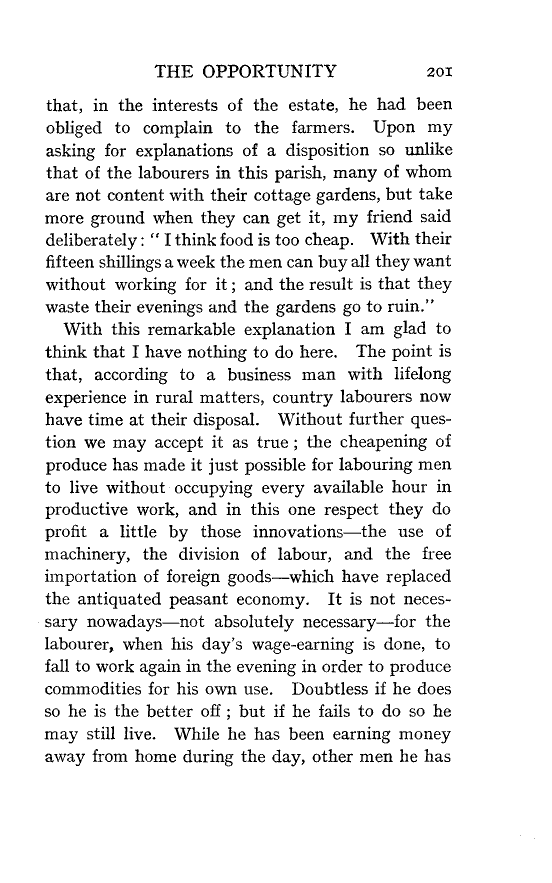 THE OPPORTUNITY 201
that, in the interests of the estate, he had been
obliged to complain to the farmers. Upon my
asking for explanations of a disposition so unlike
that of the labourers in this parish, many of whom
are not content with their cottage gardens, but take
more ground when they can get it, my friend said
deliberately: “ I think food is too cheap. With their
fifteen shillings a week the men can buy all they want
without working for it ; and the result is that they
waste their evenings and the gardens go to ruin.”
With this remarkable explanation I am glad to
think that I have nothing to do here. The point is
that, according to a business man with lifelong
experience in rural matters, country labourers now
have time at their disposal. Without further ques-
tion we may accept it as true ; the cheapening of
produce has made it just possible for labouring men
to live without occupying every available hour in
productive work, and in this one respect they do
profit a little by those innovations—the use of
machinery, the division of labour, and the free
importation of foreign goods—which have replaced
the antiquated peasant economy. It is not neces-
sary nowadays—not absolutely necessary—for the
labourer, when his day's wage-earning is done, to
fall to work again in the evening in order to produce
commodities for his own use. Doubtless if he does
so he is the better off ; but if he fails to do so he
may still live. While he has been earning money
away from home during the day, other men he has